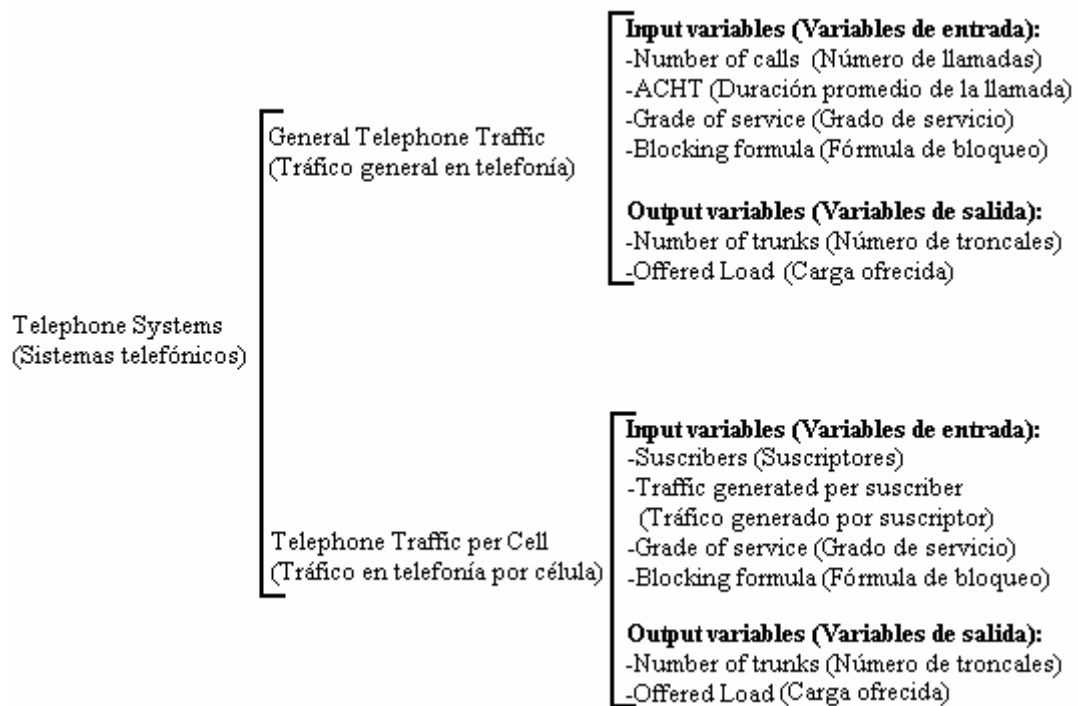 Telephone Systems
(Sistemas telefónicos)
General Telephone Traffic
(Tráfico general en telefonía)
Input variables (Variables de entrada):
-Number of calls (Número de llamadas)
-ACHT (Duración promedio de la llamada)
-Grade of service (Grado de servicio)
-Blocking formula (Fórmula de bloqueo)
Output variables (Variables de salida):
-Number of trunks (Número de troncales)
-Offered Load (Carga ofrecida)
Telephone Traffic per Cell
(Tráfico en telefonía por célula)
Input variables (Variables de entrada):
-Suscribers (Suscriptores)
-Traffic generated per suscriber
(Tráfico generado por suscriptor)
-Grade of service (Grado de servicio)
-Blocking formula (Fórmula de bloqueo)
Output variables (Variables de salida):
-Number of trunks (Número de troncales)
-Offered Load (Carga ofrecida)